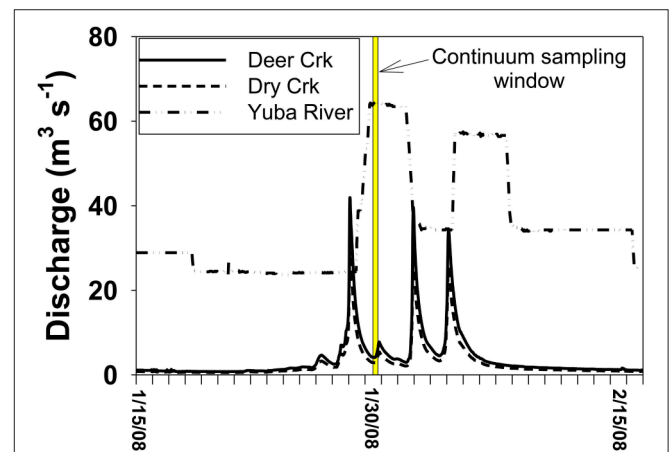 80
60
40
20
0
Discharge (m³ s⁻¹)
Deer Crk
Dry Crk
Yuba River
Continuum sampling
window
1/15/08
1/30/08
2/15/08